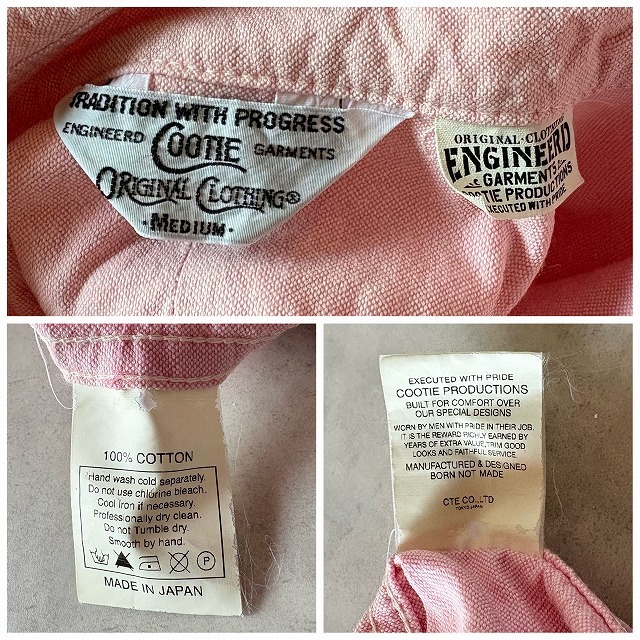 TRADITION WITH PROGRESS
ENGINEERD COOTIE GARMENTS
ORIGINAL CLOTHING®
·MEDIUM·
ORIGINAL·CLOTHING
ENGINEERD
GARMENTS
COOTIE PRODUCTIONS
EXECUTED WITH PRIDE
100% COTTON
Hand wash cold separately.
Do not use chlorine bleach.
Cool Iron if necessary.
Professionally dry clean.
Do not Tumble dry.
Smooth by hand.
P
MADE IN JAPAN
EXECUTED WITH PRIDE
COOTIE PRODUCTIONS
BUILT FOR COMFORT OVER
OUR SPECIAL DESIGNS
WORN BY MEN WITH PRIDE IN THEIR JOB.
IT IS THE REWARD RICHLY EARNED BY
YEARS OF EXTRA VALUE,TRIM GOOD
LOOKS AND FAITHFUL SERVICE.
MANUFACTURED & DESIGNED
BORN NOT MADE
CTE CO.,LTD
TOKYO JAPAN